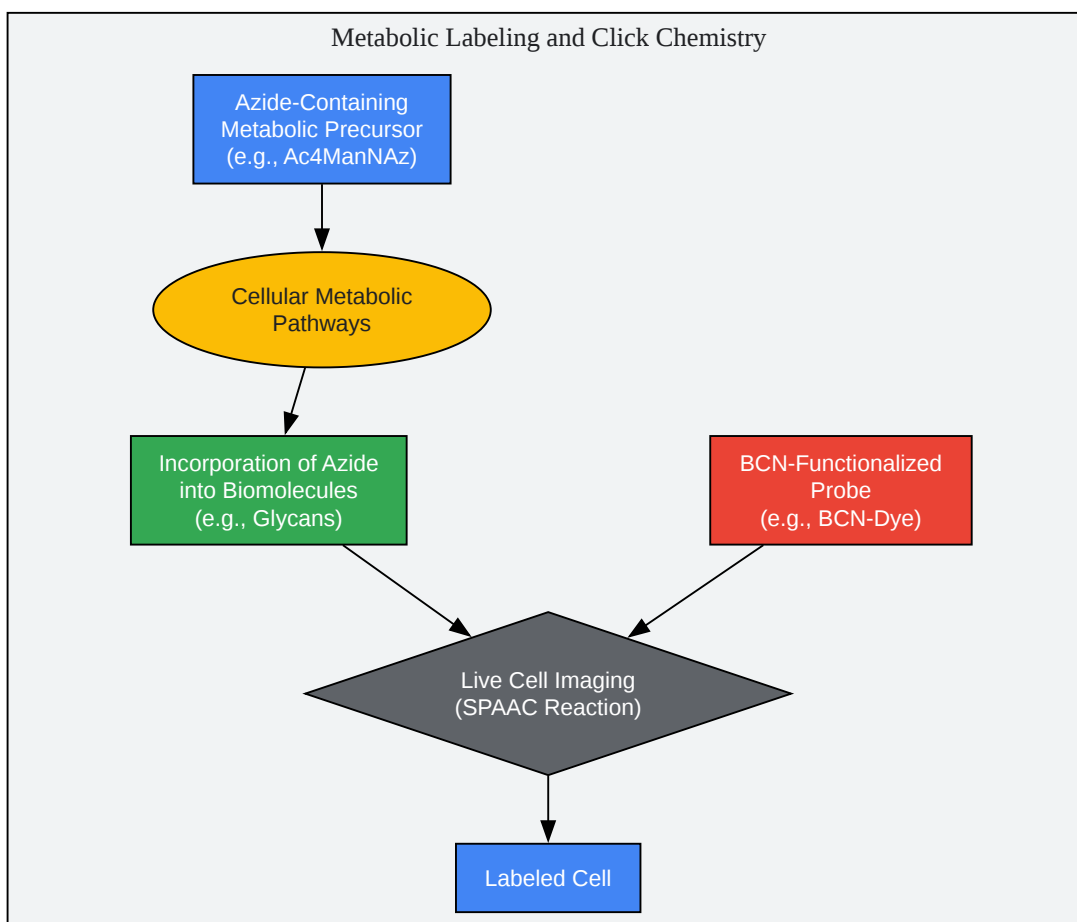 Metabolic Labeling and Click Chemistry
Azide-Containing
Metabolic Precursor
(e.g., Ac4ManNAz)
Cellular Metabolic
Pathways
Incorporation of Azide
into Biomolecules
(e.g., Glycans)
BCN-Functionalized
Probe
(e.g., BCN-Dye)
Live Cell Imaging
(SPAAC Reaction)
Labeled Cell